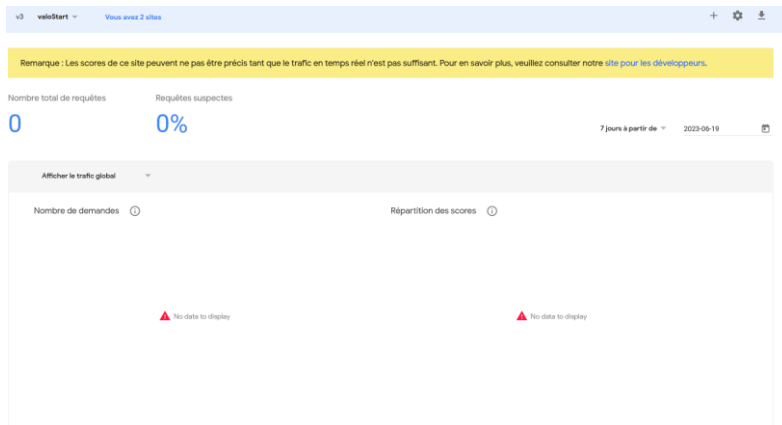 v3 valoStart Vous avez 2 sites
Remarque : Les scores de ce site peuvent ne pas être précis tant que le trafic en temps réel n'est pas suffisant. Pour en savoir plus, veuillez consulter notre site pour les développeurs.
Nombre total de requêtes
0
Requêtes suspectes
0%
7 jours à partir de 2023-06-19
Afficher le trafic global
Nombre de demandes
Répartition des scores
No data to display
No data to display